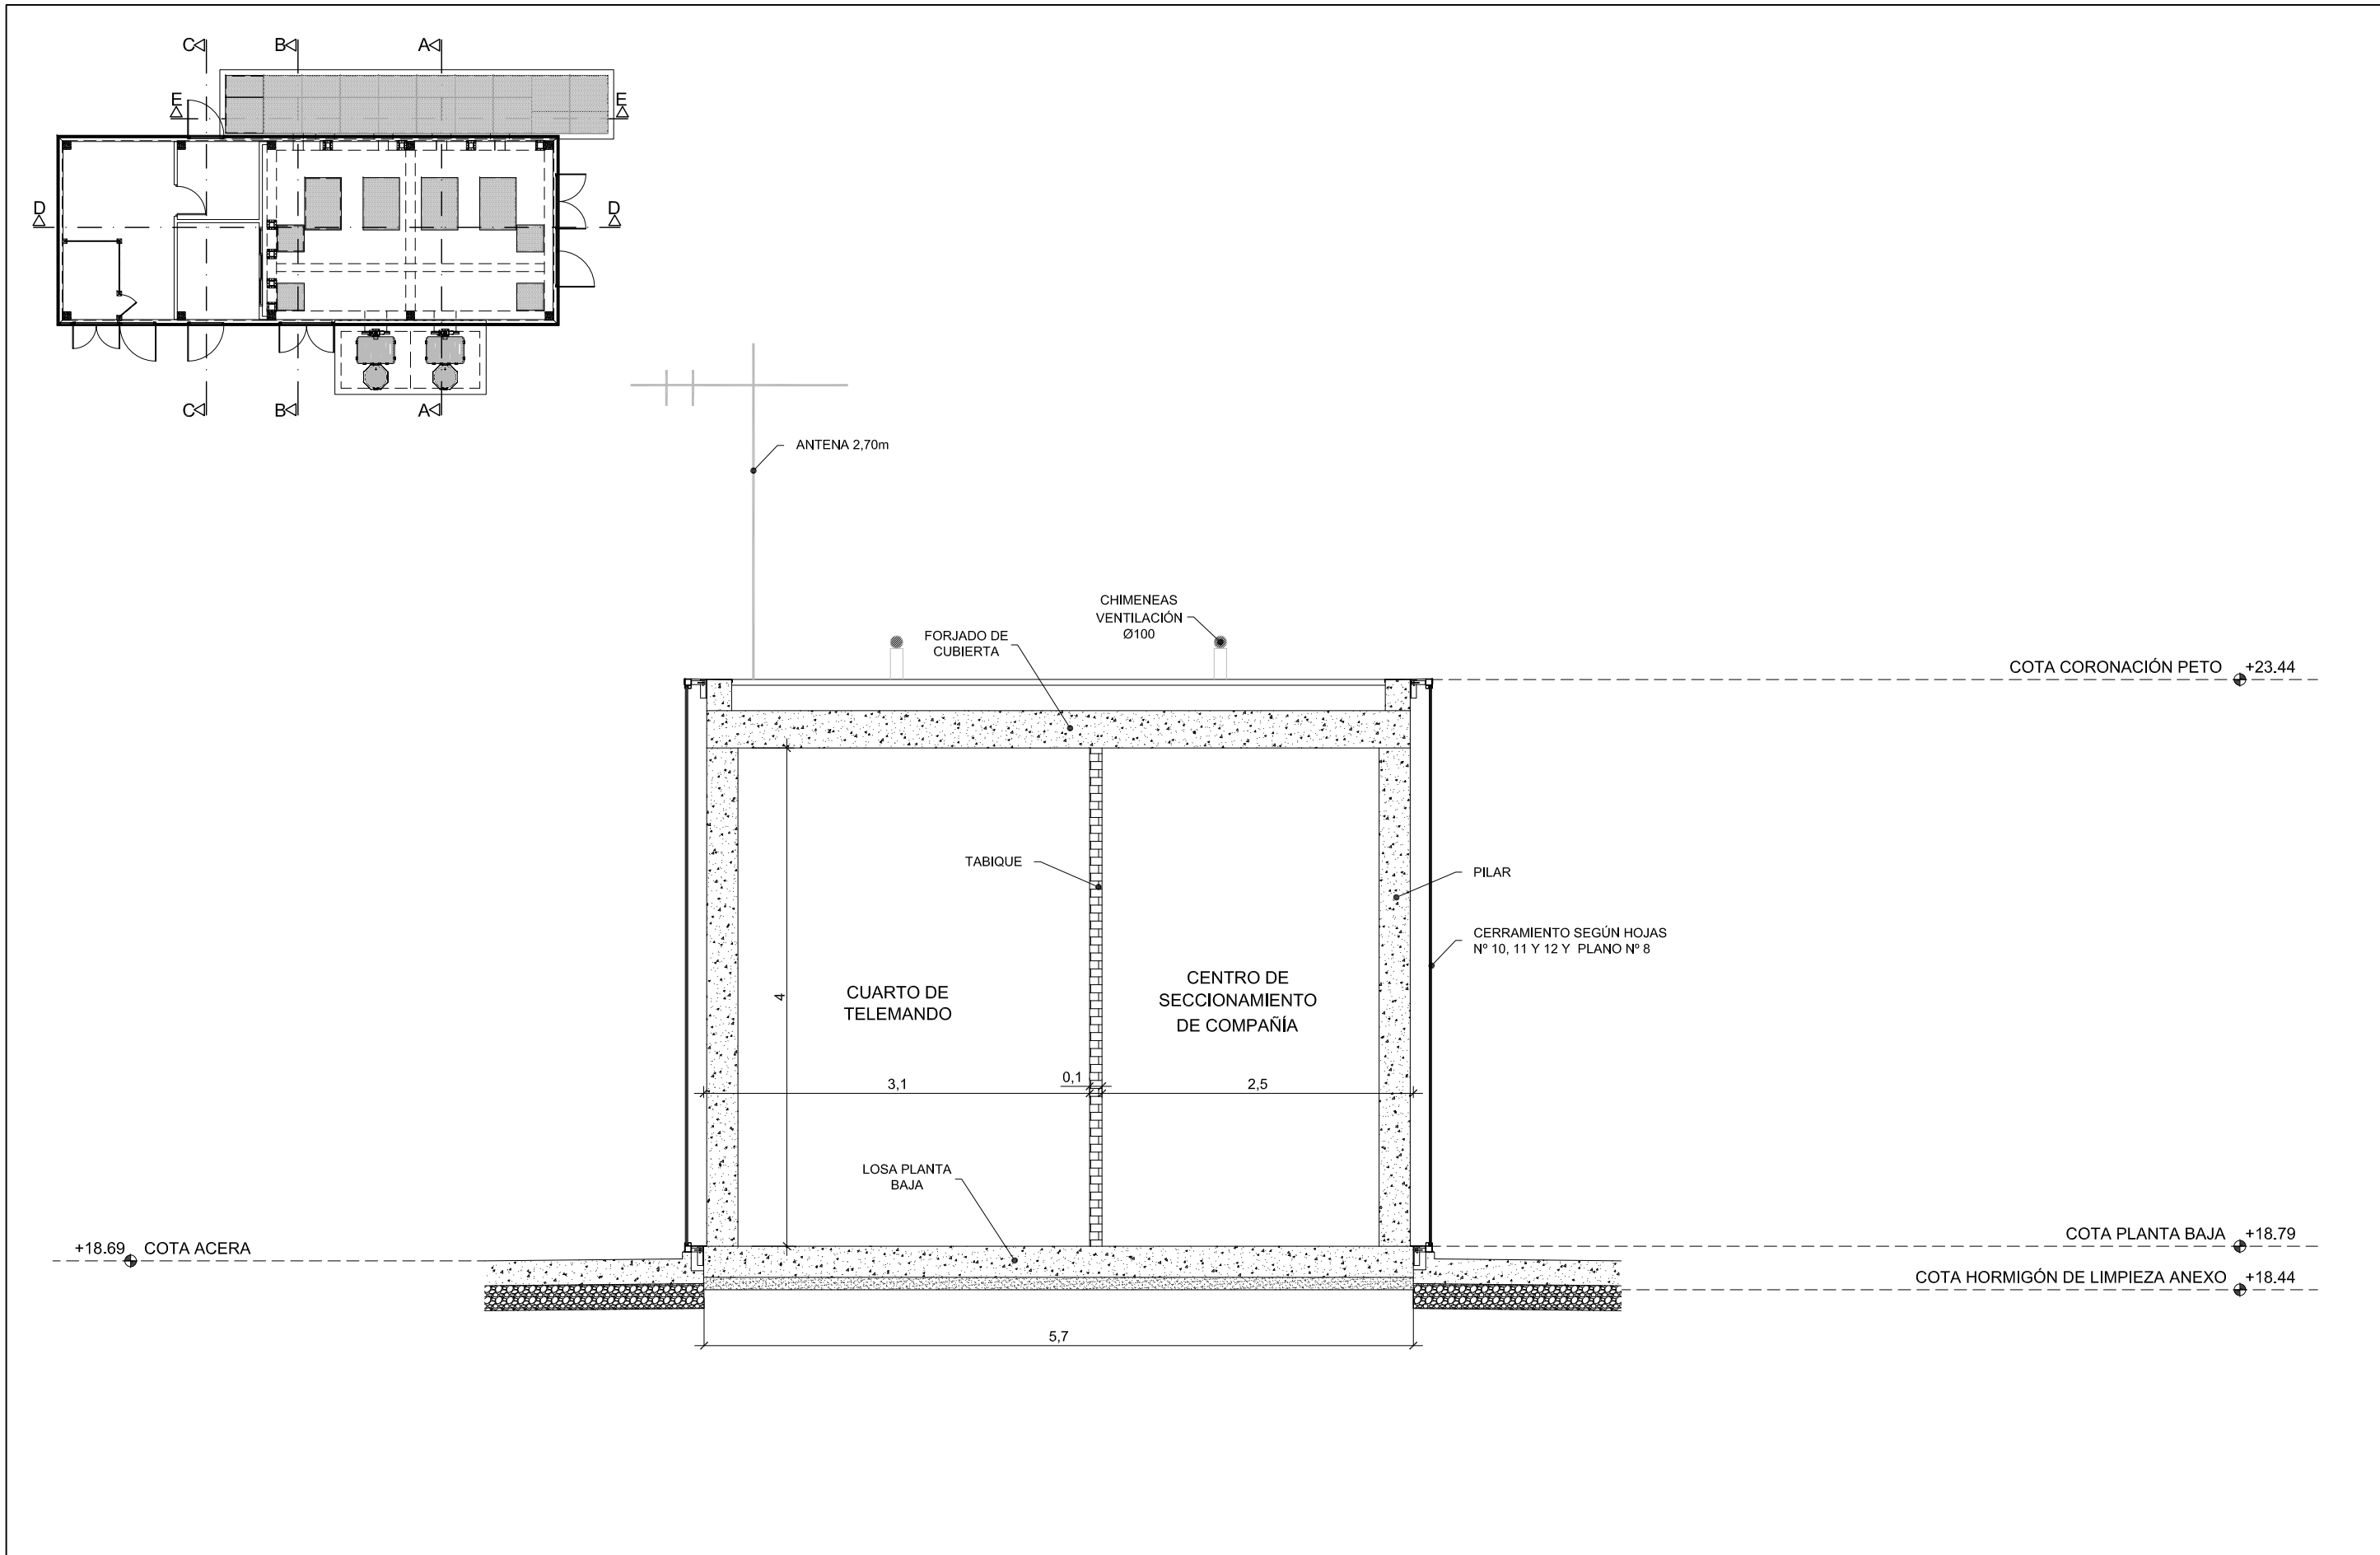 C
B
A
E
E
D
D
C
B
A
ANTENA 2,70m
CHIMENEAS
VENTILACIÓN
Ø100
FORJADO DE
CUBIERTA
COTA CORONACIÓN PETO +23.44
TABIQUE
PILAR
CERRAMIENTO SEGÚN HOJAS
Nº 10, 11 Y 12 Y PLANO Nº 8
4
CUARTO DE
TELEMANDO
CENTRO DE
SECCIONAMIENTO
DE COMPAÑÍA
3,1
0,1
2,5
LOSA PLANTA
BAJA
+18.69 COTA ACERA
COTA PLANTA BAJA +18.79
COTA HORMIGÓN DE LIMPIEZA ANEXO +18.44
5,7